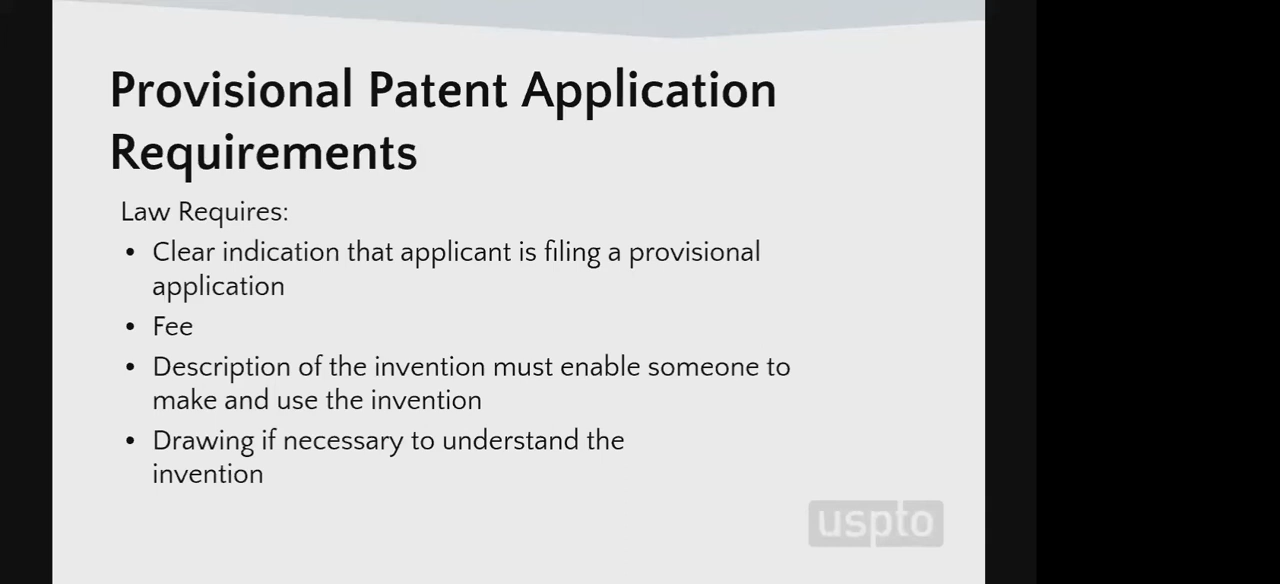 Provisional Patent Application
Requirements
Law Requires:
• Clear indication that applicant is filing a provisional
application
• Fee
• Description of the invention must enable someone to
make and use the invention
• Drawing if necessary to understand the
invention
uspto